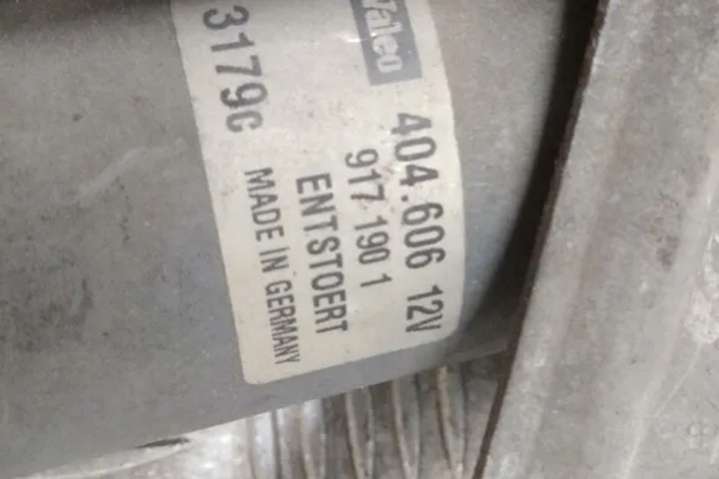 Valeo
404.606 12V
917 190 1
ENTSTOERT
MADE IN GERMANY
3179C